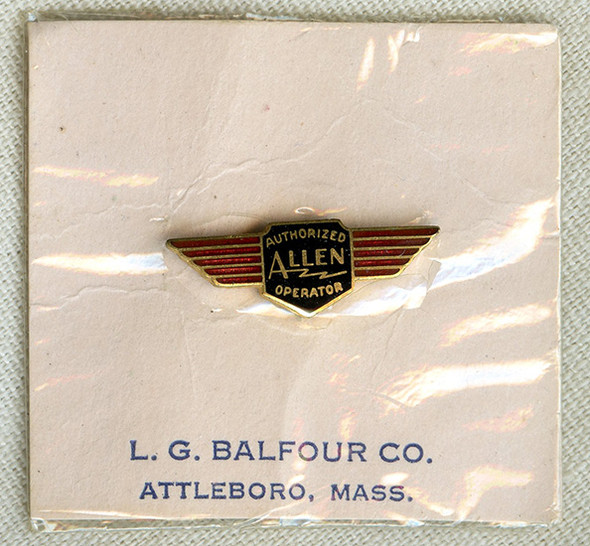 AUTHORIZED
ALLEN
OPERATOR
L. G. BALFOUR CO.
ATTLEBORO, MASS.